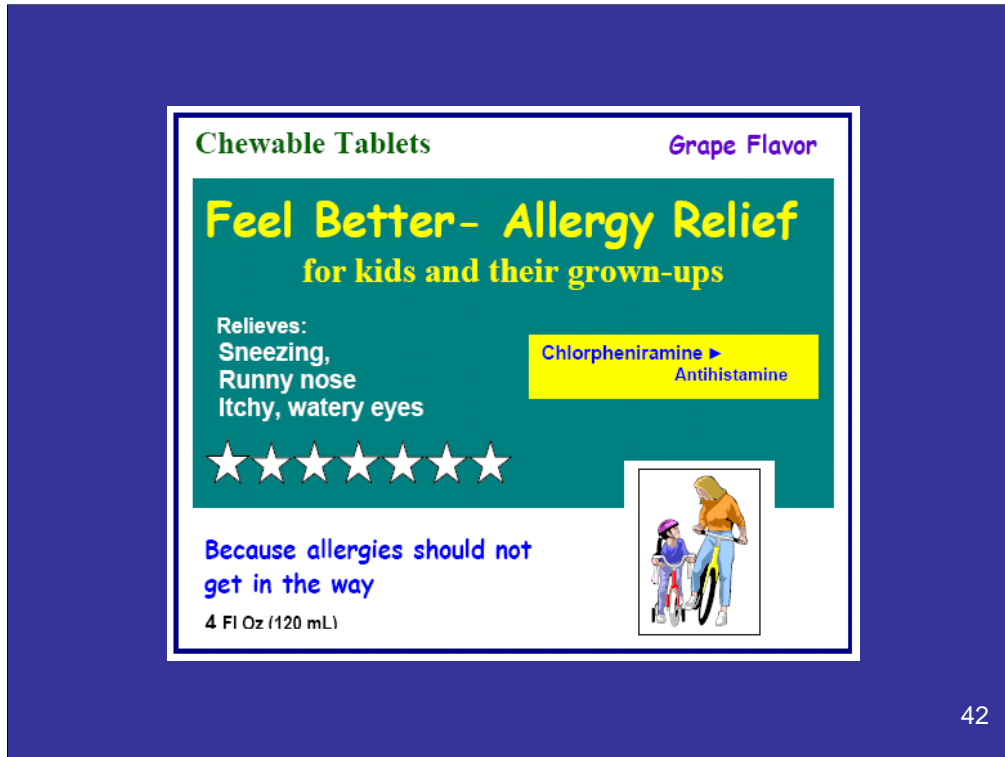 Chewable Tablets
Grape Flavor
Feel Better- Allergy Relief
for kids and their grown-ups
Relieves:
Sneezing,
Runny nose
Itchy, watery eyes
Chlorpheniramine ►
Antihistamine
Because allergies should not
get in the way
4 Fl Oz (120 mL)
42